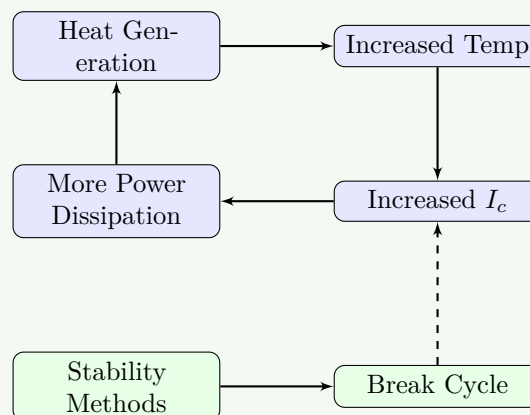 Heat Gen-
eration
Increased Temp
More Power
Dissipation
Increased I_c
Stability
Methods
Break Cycle